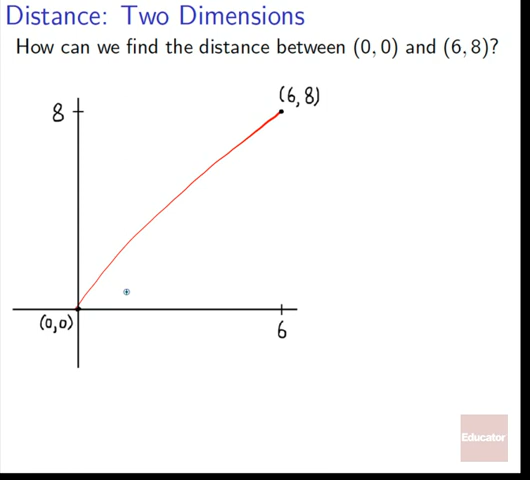 Distance: Two Dimensions
How can we find the distance between (0, 0) and (6, 8)?
(6, 8)
8
(0,0)
6
Educator